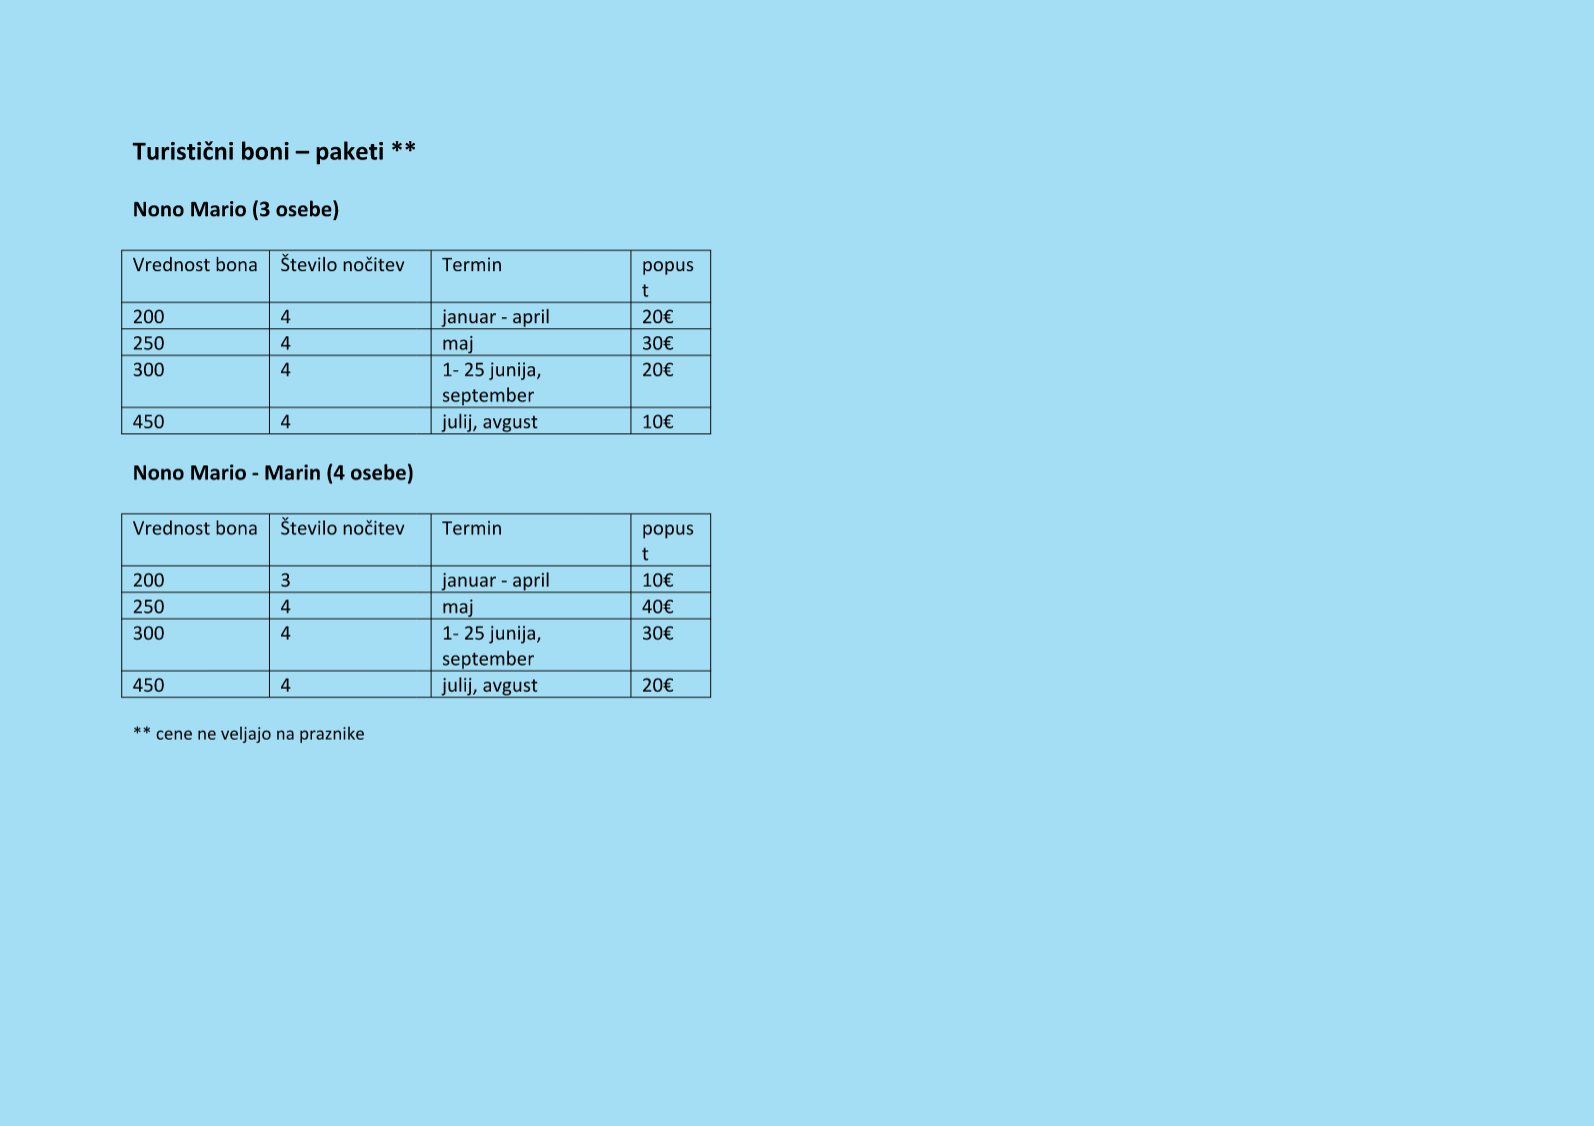 Turistični boni – paketi **
Nono Mario (3 osebe)
Vrednost bona Število nočitev Termin popus
t
200 4 januar - april 20€
250 4 maj 30€
300 4 1- 25 junija, 20€
september
450 4 julij, avgust 10€
Nono Mario - Marin (4 osebe)
Vrednost bona Število nočitev Termin popus
t
200 3 januar - april 10€
250 4 maj 40€
300 4 1- 25 junija, 30€
september
450 4 julij, avgust 20€
** cene ne veljajo na praznike